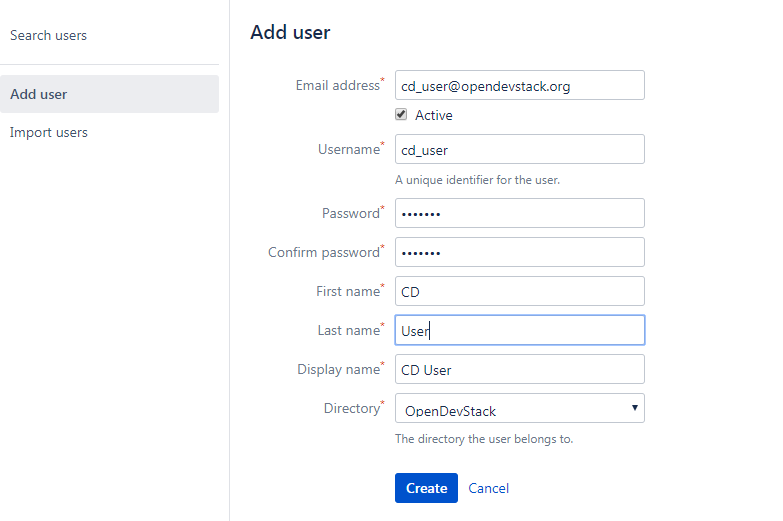 Search users
Add user
Import users
Add user
Email address*
cd_user@opendevstack.org
Active
Username*
cd_user
A unique identifier for the user.
Password*
•••••••
Confirm password*
•••••••
First name*
CD
Last name*
User
Display name*
CD User
Directory*
OpenDevStack
The directory the user belongs to.
Create Cancel